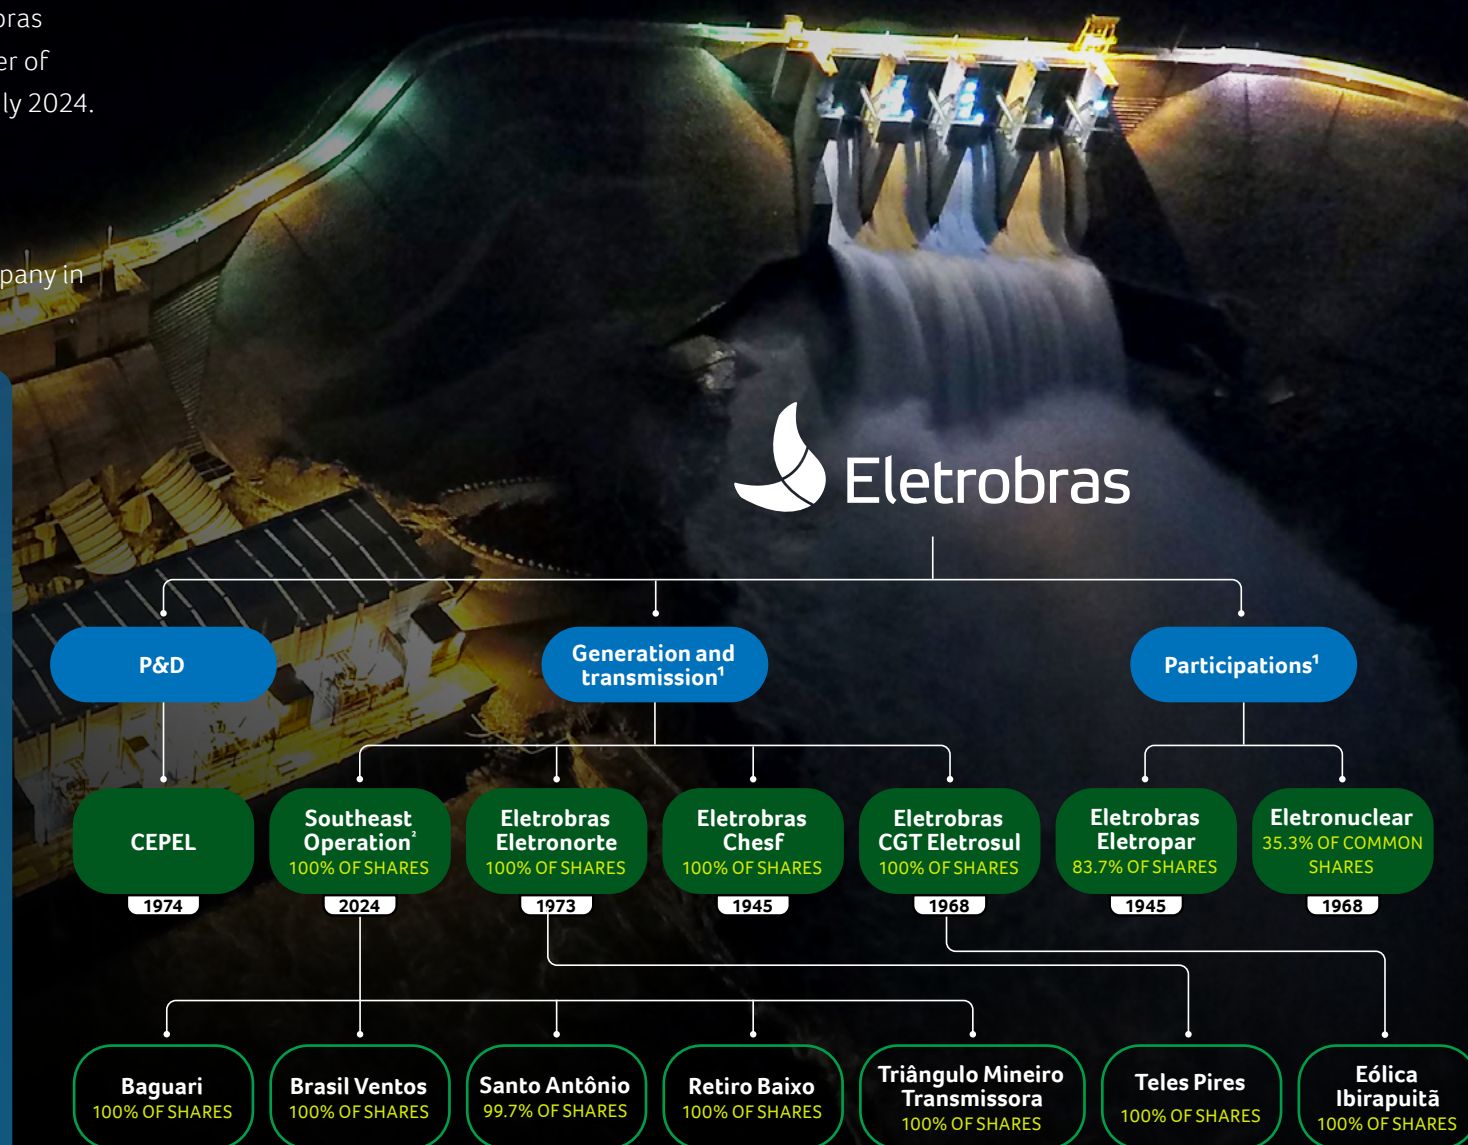 er of
ly 2024.
pany in
Eletrobras
P&D
Generation and
transmission¹
Participations¹
CEPEL
1974
Southeast
Operation²
100% OF SHARES
2024
Eletrobras
Eletronorte
100% OF SHARES
1973
Eletrobras
Chesf
100% OF SHARES
1945
Eletrobras
CGT Eletrosul
100% OF SHARES
1968
Eletrobras
Eletropar
83.7% OF SHARES
1945
Eletronuclear
35.3% OF COMMON
SHARES
1968
Baguari
100% OF SHARES
Brasil Ventos
100% OF SHARES
Santo Antônio
99.7% OF SHARES
Retiro Baixo
100% OF SHARES
Triângulo Mineiro
Transmissora
100% OF SHARES
Teles Pires
100% OF SHARES
Eólica
Ibirapuitã
100% OF SHARES